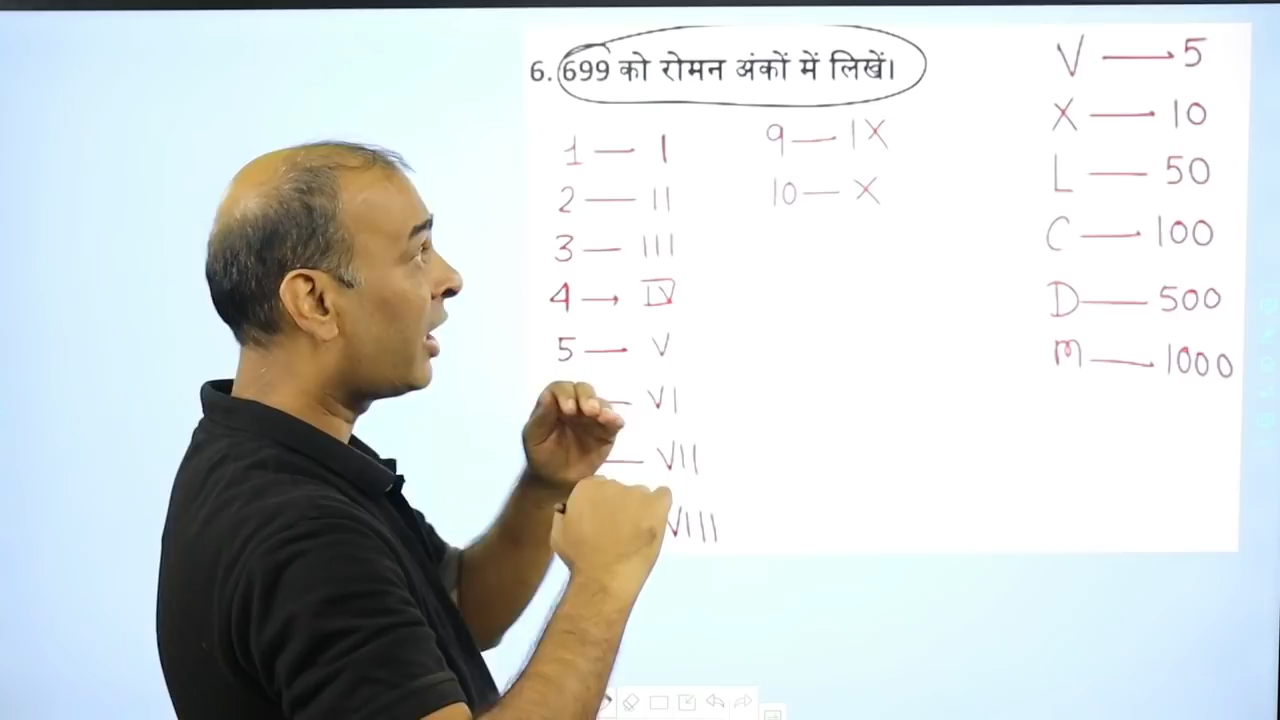 6. 699 को रोमन अंकों में लिखें।
1 — I
2 — II
3 — III
4 → IV
5 — V
— VI
— VII
VIII
9 — IX
10 — X
V — 5
X — 10
L — 50
C — 100
D — 500
M — 1000